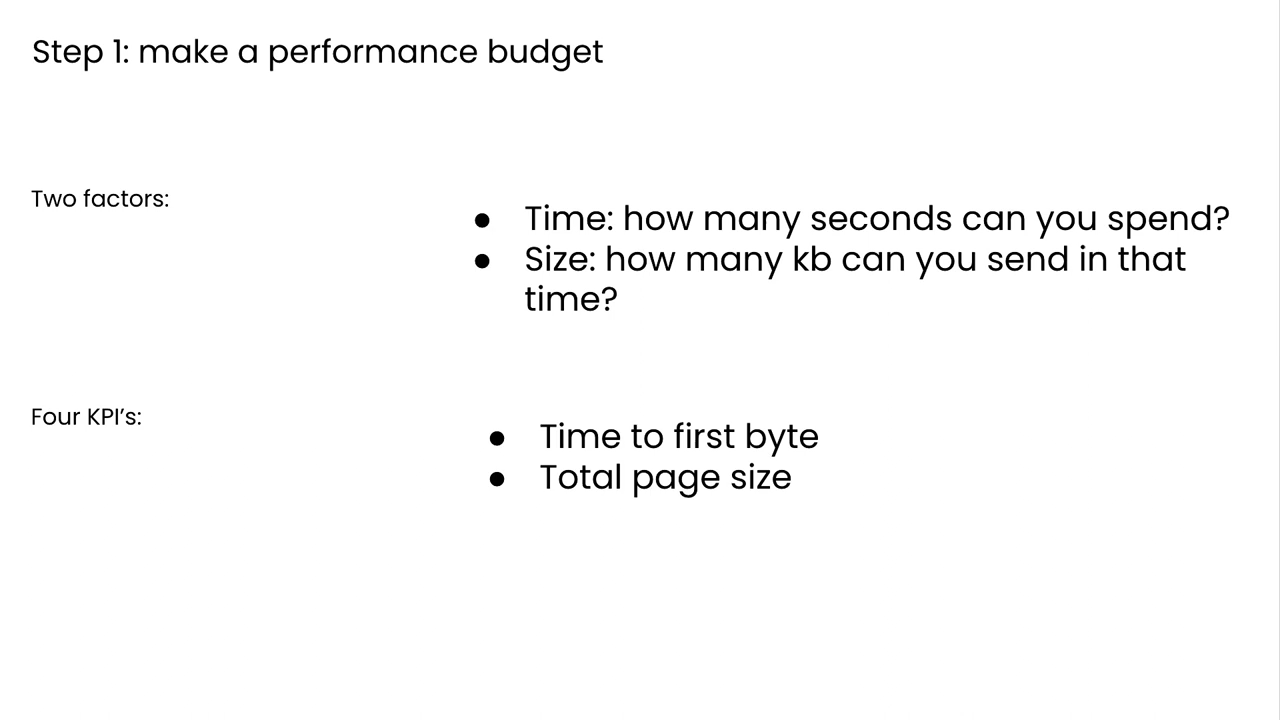 Step 1: make a performance budget
Two factors:
● Time: how many seconds can you spend?
● Size: how many kb can you send in that
time?
Four KPI’s:
● Time to first byte
● Total page size